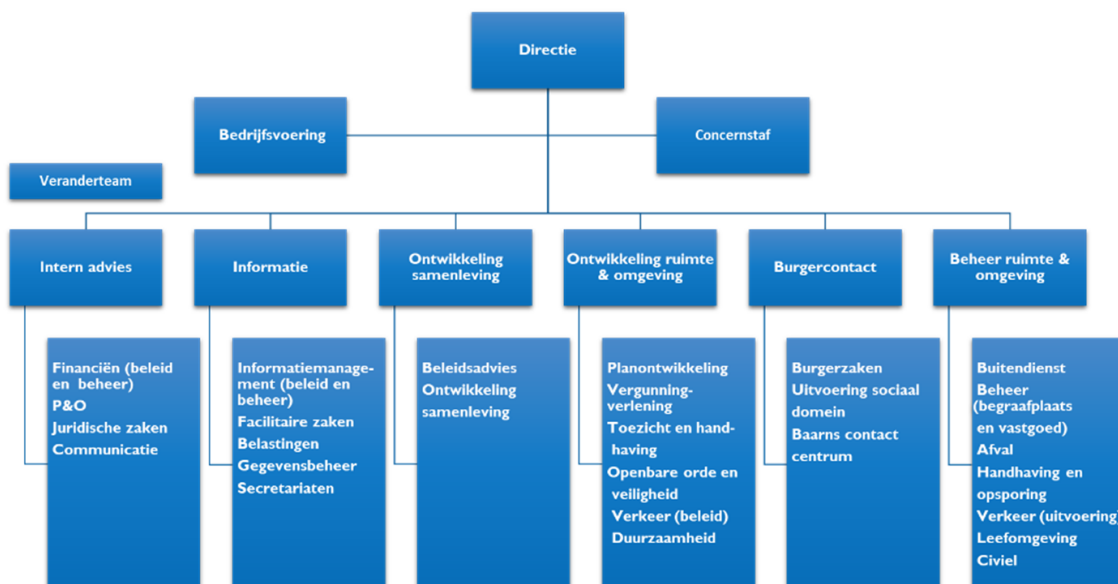 Directie
Bedrijfsvoering
Concernstaf
Veranderteam
Intern advies
Informatie
Ontwikkeling
samenleving
Ontwikkeling ruimte
& omgeving
Burgercontact
Beheer ruimte &
omgeving
Financiën (beleid
en beheer)
P&O
Juridische zaken
Communicatie
Informatiemanage-
ment (beleid en
beheer)
Facilitaire zaken
Belastingen
Gegevensbeheer
Secretariaten
Beleidsadvies
Ontwikkeling
samenleving
Planontwikkeling
Vergunning-
verlening
Toezicht en hand-
having
Openbare orde en
veiligheid
Verkeer (beleid)
Duurzaamheid
Burgerzaken
Uitvoering sociaal
domein
Baarns contact
centrum
Buitendienst
Beheer
(begraafplaats
en vastgoed)
Afval
Handhaving en
opsporing
Verkeer (uitvoering)
Leefomgeving
Civiel